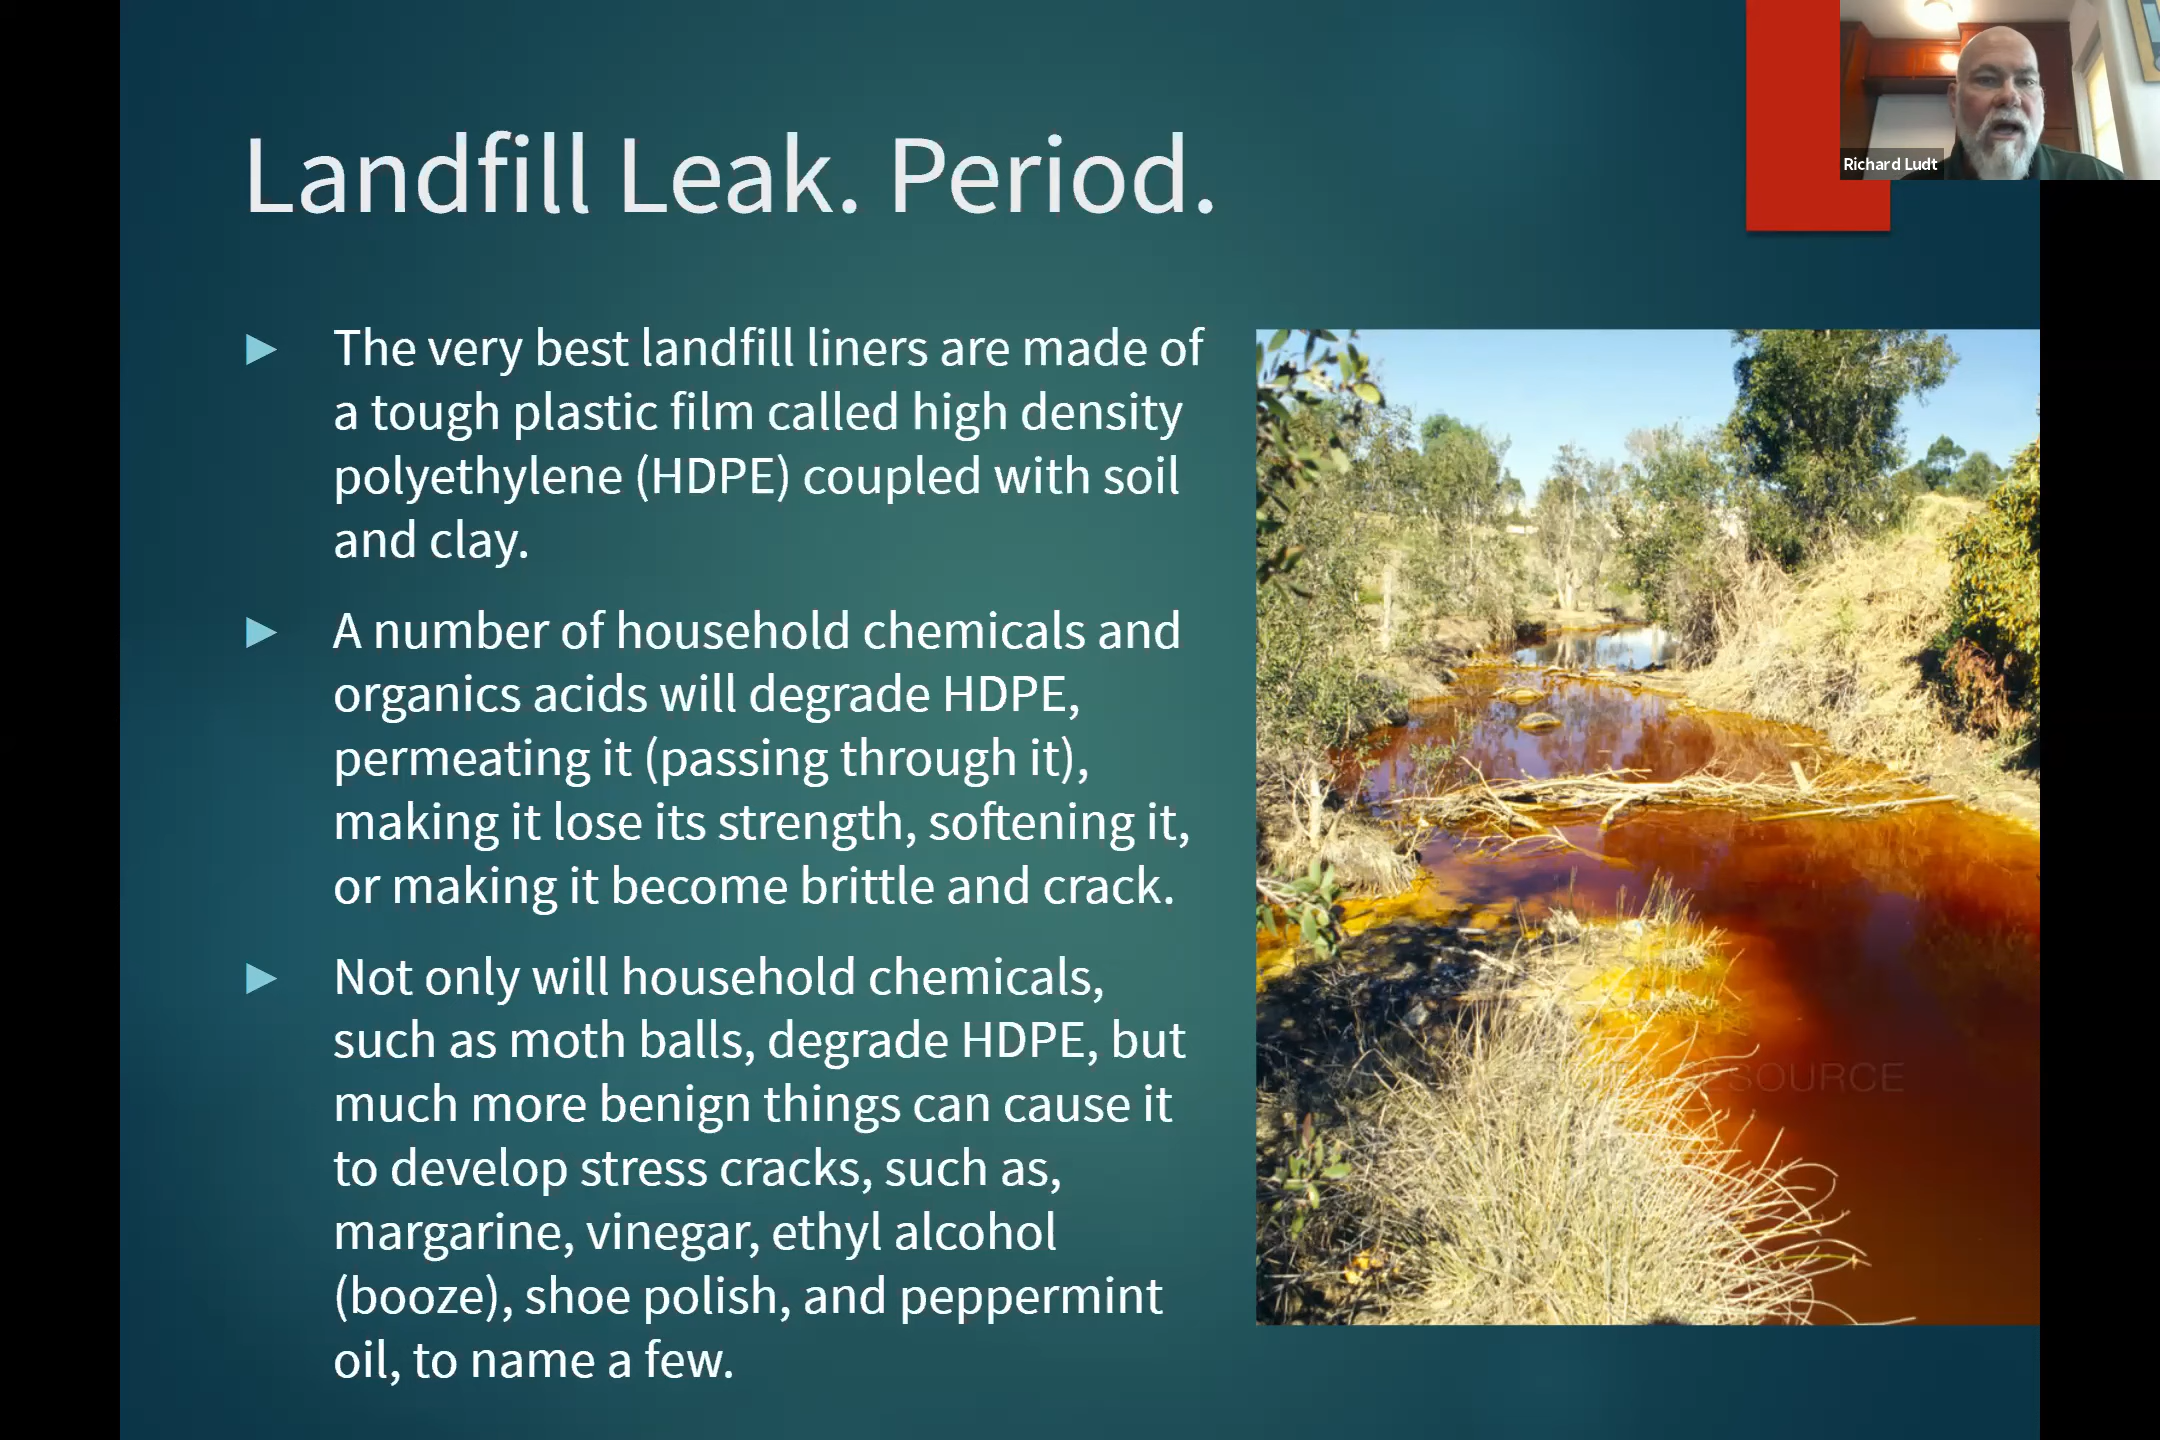 Landfill Leak. Period.
Richard Ludt
The very best landfill liners are made of
a tough plastic film called high density
polyethylene (HDPE) coupled with soil
and clay.
A number of household chemicals and
organics acids will degrade HDPE,
permeating it (passing through it),
making it lose its strength, softening it,
or making it become brittle and crack.
Not only will household chemicals,
such as moth balls, degrade HDPE, but
much more benign things can cause it
to develop stress cracks, such as,
margarine, vinegar, ethyl alcohol
(booze), shoe polish, and peppermint
oil, to name a few.
SOURCE